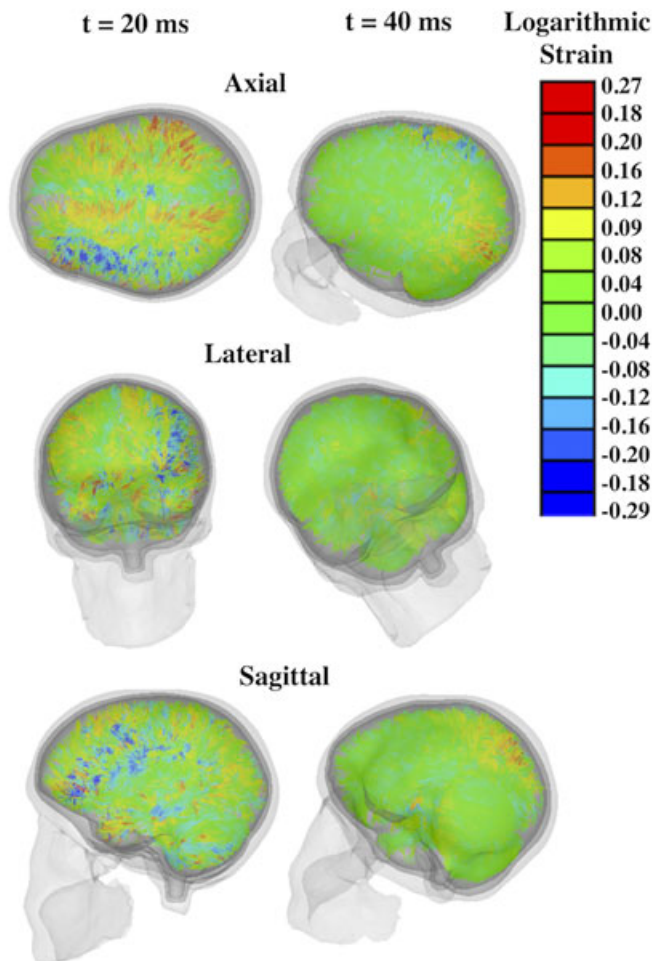 t = 20 ms
t = 40 ms
Logarithmic
Strain
Axial
0.27
0.18
0.20
0.16
0.12
0.09
0.08
0.04
0.00
-0.04
-0.08
-0.16
-0.20
-0.18
-0.29
Lateral
Sagittal